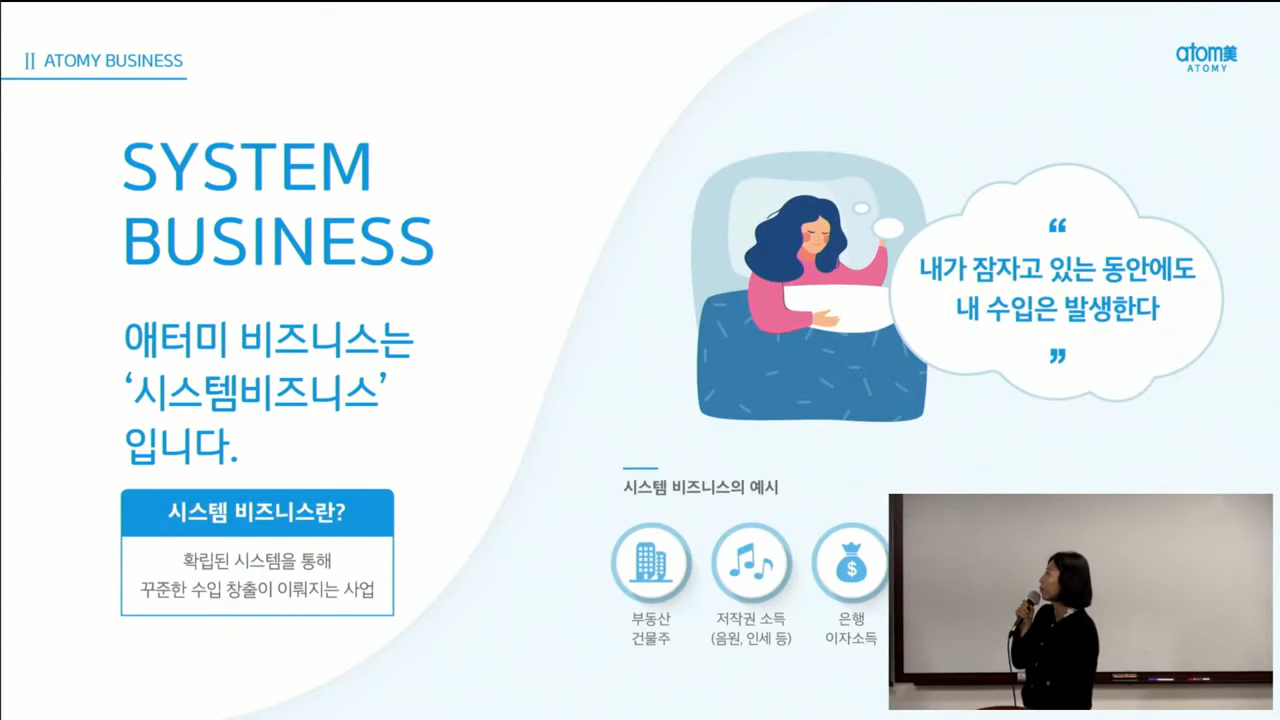 Ⅱ ATOMY BUSINESS
atom美
ATOMY
SYSTEM
BUSINESS
애터미 비즈니스는
‘시스템비즈니스’
입니다.
시스템 비즈니스란?
확립된 시스템을 통해
꾸준한 수입 창출이 이뤄지는 사업
“
내가 잠자고 있는 동안에도
내 수입은 발생한다
”
시스템 비즈니스의 예시
부동산
건물주
저작권 소득
(음원, 인세 등)
$
은행
이자소득